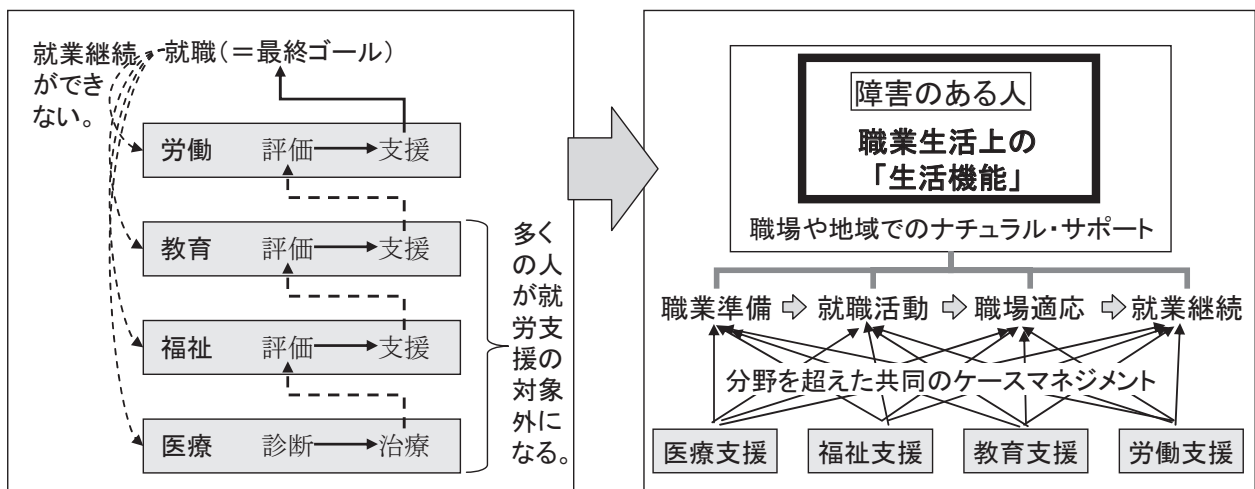 就業継続
ができ
ない。
就職(＝最終ゴール)
労働 評価 支援
教育 評価 支援
福祉 評価 支援
医療 診断 治療
多く
の人
が就
労支
援の
対象
外に
なる。
障害のある人
職業生活上の
「生活機能」
職場や地域でのナチュラル・サポート
職業準備 就職活動 職場適応 就業継続
分野を超えた共同のケースマネジメント
医療支援 福祉支援 教育支援 労働支援